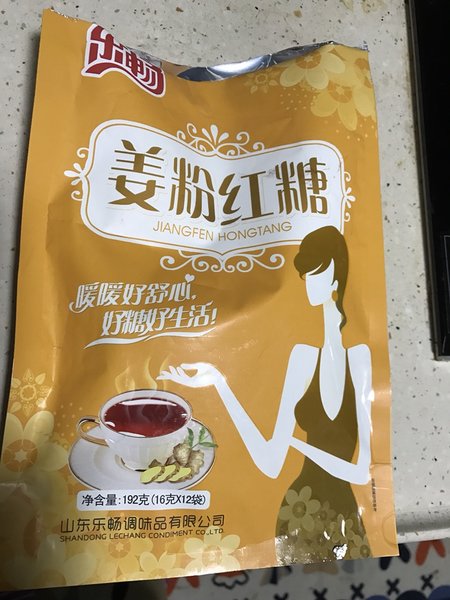 乐畅
姜粉红糖
JIANGFEN HONGTANG
暖暖好舒心,
好糖好生活!
净含量:192克(16克X12袋)
山东乐畅调味品有限公司
SHANDONG LECHANG CONDIMENT CO.,LTD